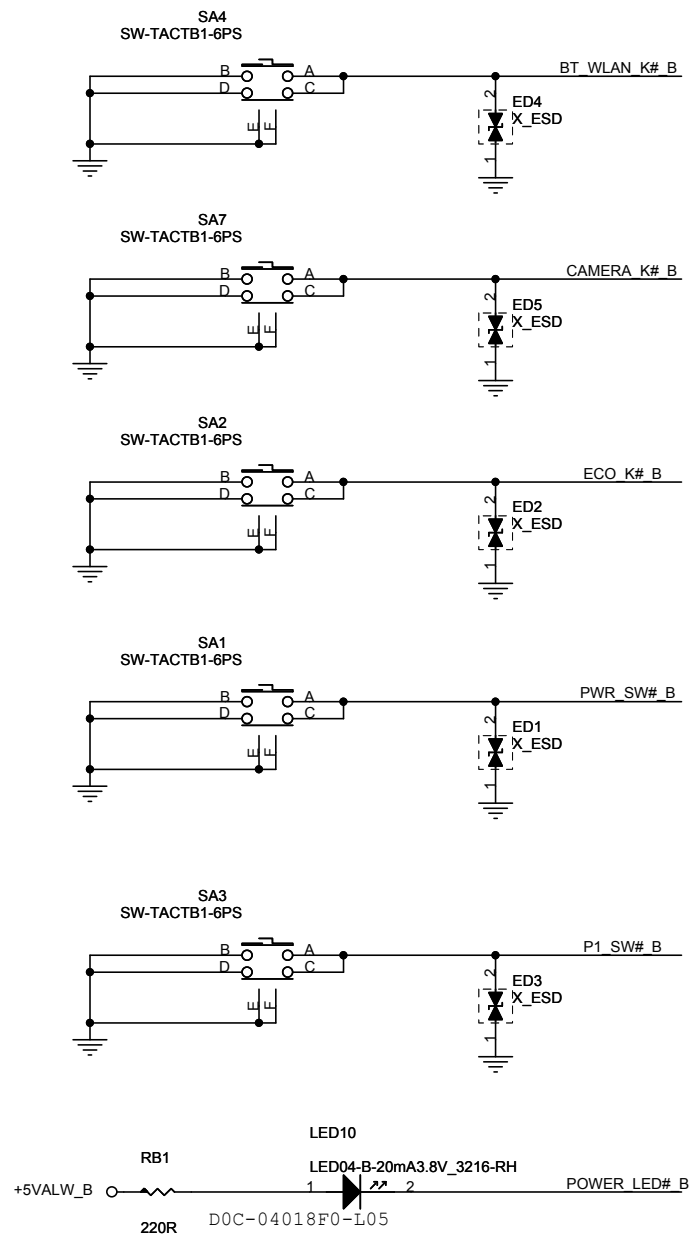 SA4
SW-TACTB1-6PS
B A BT_WLAN_K#_B
D C
2 ED4
X_ESD
E F
1
SA7
SW-TACTB1-6PS
B A CAMERA_K#_B
D C
2 ED5
X_ESD
E F
1
SA2
SW-TACTB1-6PS
B A ECO_K#_B
D C
2 ED2
X_ESD
E F
1
SA1
SW-TACTB1-6PS
B A PWR_SW#_B
D C
2 ED1
X_ESD
E F
1
SA3
SW-TACTB1-6PS
B A P1_SW#_B
D C
2 ED3
X_ESD
E F
1
LED10
RB1
LED04-B-20mA3.8V_3216-RH
+5VALW_B 1 2 POWER_LED#_B
220R D0C-04018F0-L05